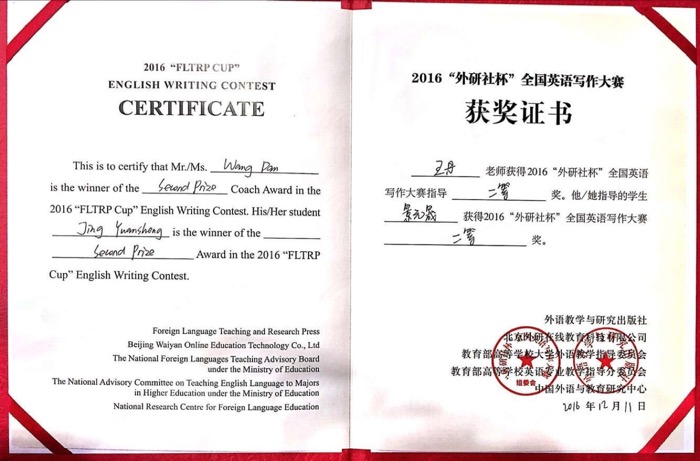 2016 “FLTRP CUP”
ENGLISH WRITING CONTEST
CERTIFICATE
This is to certify that Mr./Ms. Wang Dan
is the winner of the Second Prize Coach Award in the
2016 “FLTRP Cup” English Writing Contest. His/Her student
Jing Yuansheng is the winner of the
Second Prize Award in the 2016 “FLTRP
Cup” English Writing Contest.
Foreign Language Teaching and Research Press
Beijing Waiyan Online Education Technology Co., Ltd
The National Foreign Languages Teaching Advisory Board
under the Ministry of Education
The National Advisory Committee on Teaching English Language to Majors
in Higher Education under the Ministry of Education
National Research Centre for Foreign Language Education
2016“外研社杯”全国英语写作大赛
获奖证书
王丹 老师获得2016“外研社杯”全国英语
写作大赛指导 二等 奖。他/她指导的学生
景元晟 获得2016“外研社杯”全国英语写作大赛
二等 奖。
外语教学与研究出版社
北京外研在线教育科技有限公司
教育部高等学校大学外语教学指导委员会
教育部高等学校英语专业教学指导分委员会
中国外语与教育研究中心
2016 年 12 月 11 日
组委会